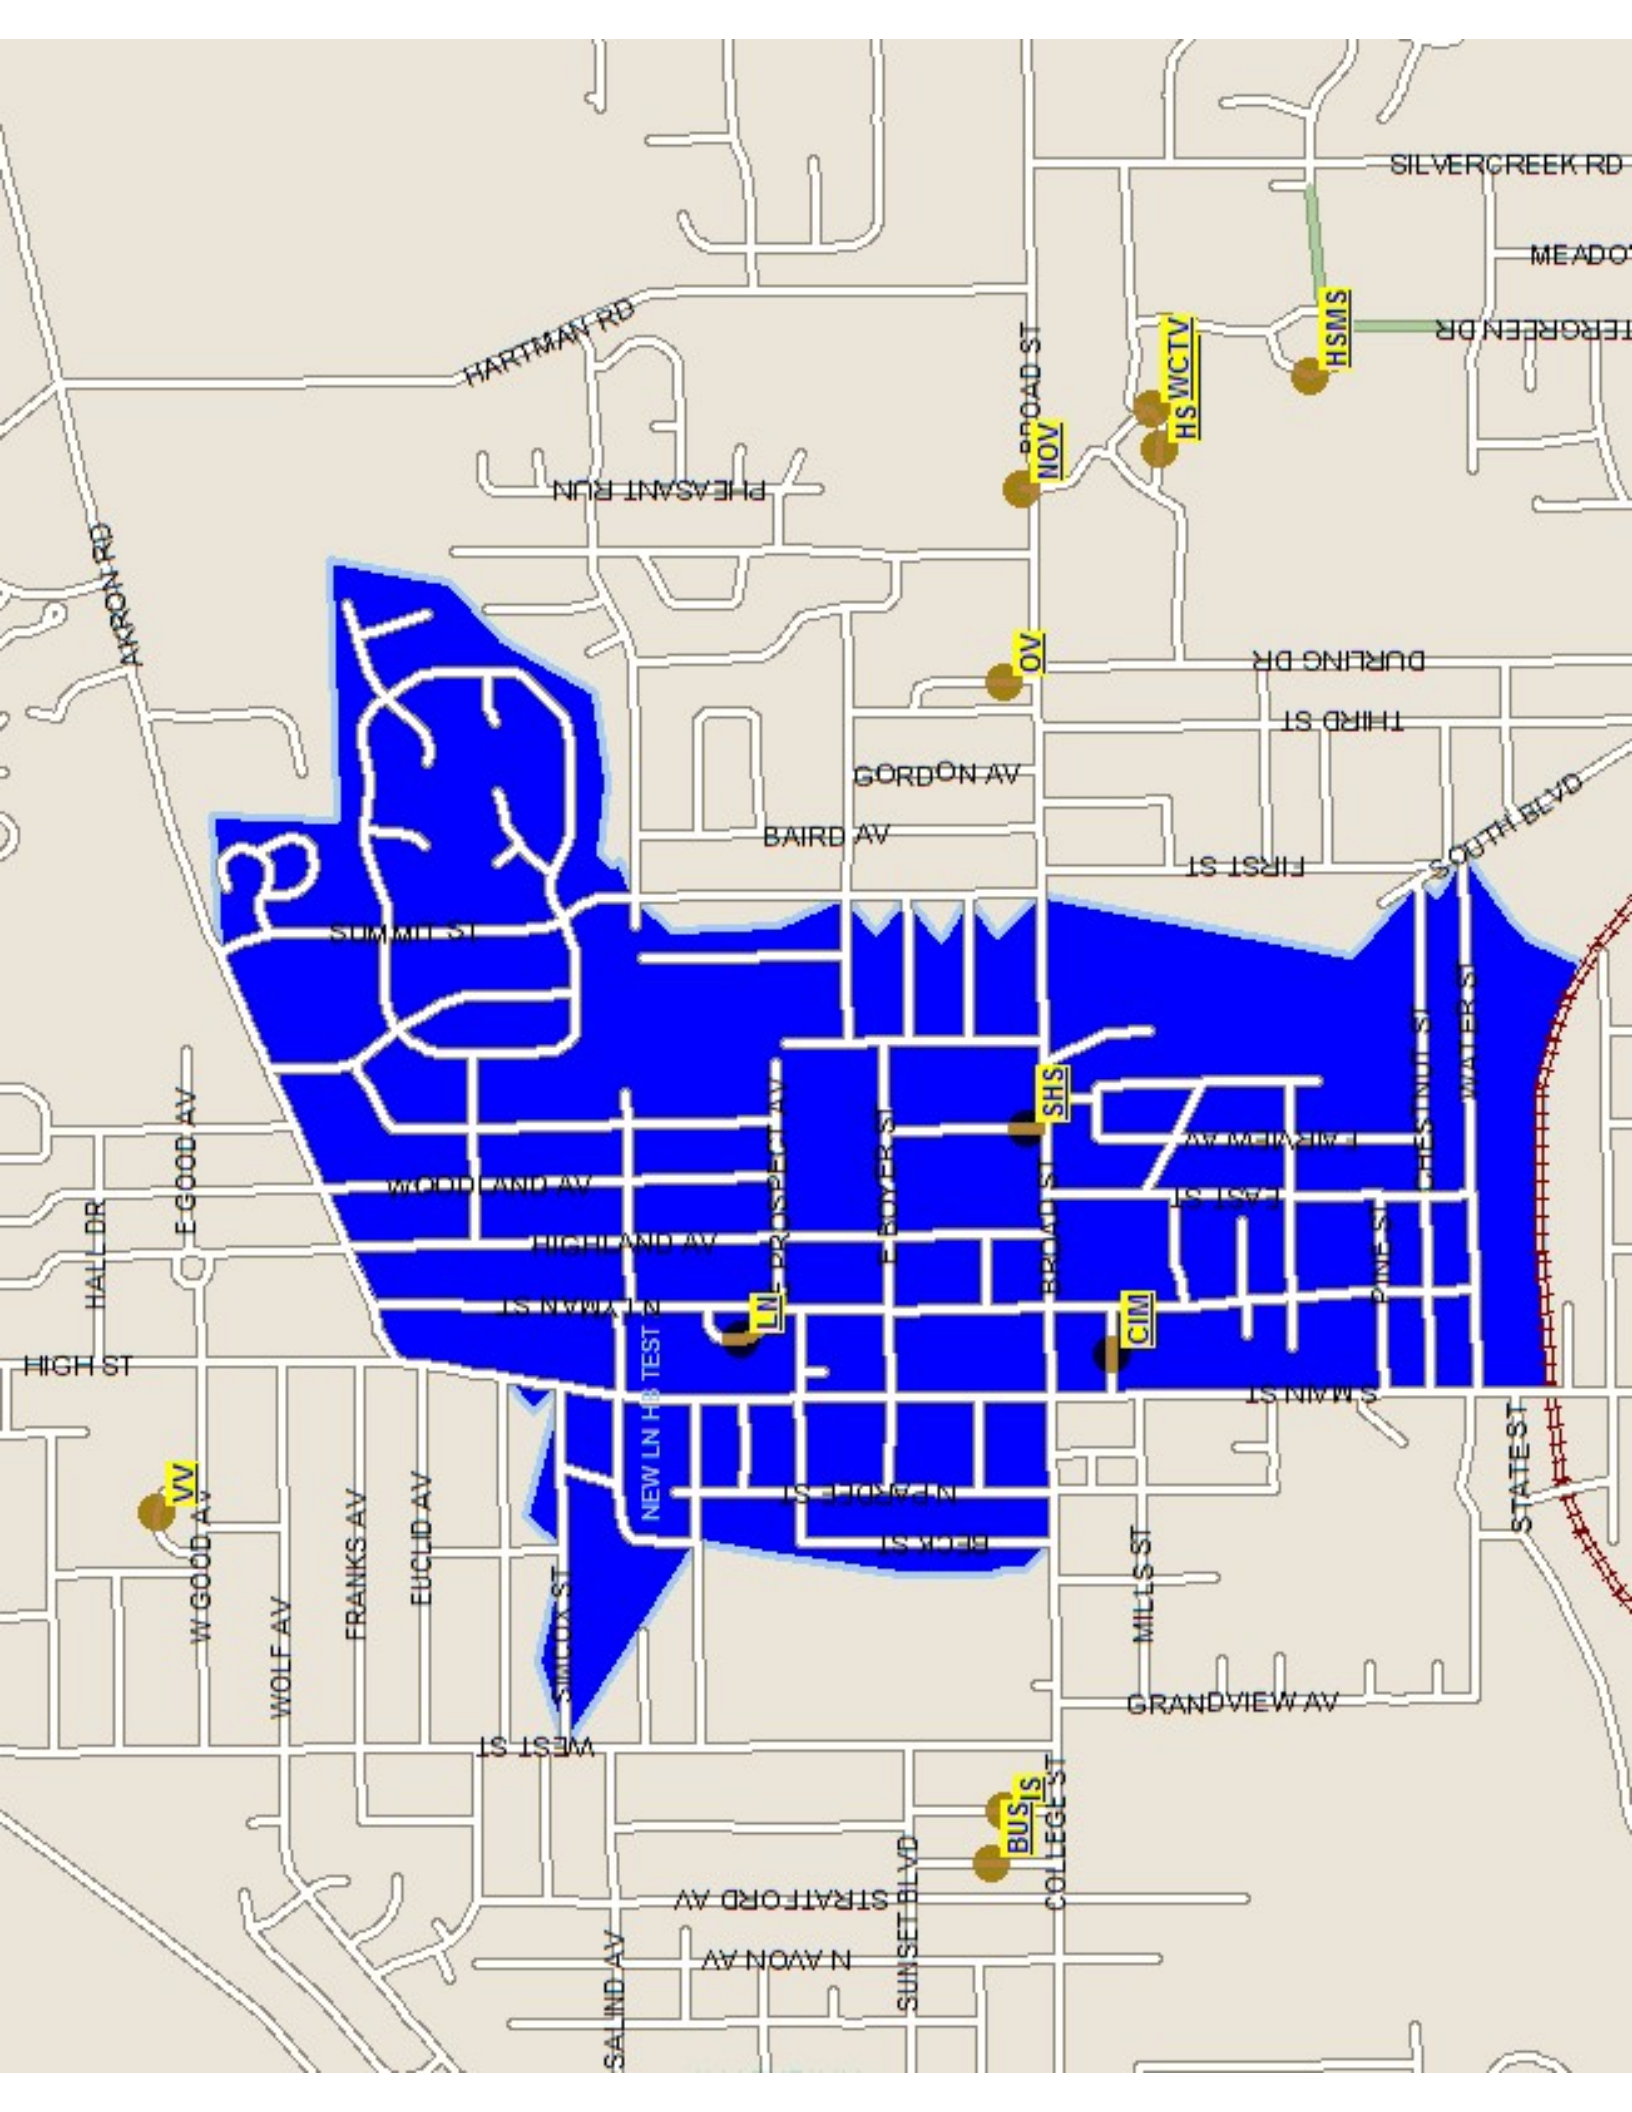 SILVERCREEK RD
MEADO
HSMS
TERGREEN DR
HARTMAN RD
WCTV
HS
BROAD ST
NOV
PHEASANT RUN
AKRON RD
OV
DURLING DR
THIRD ST
GORDON AV
SOUTH BLVD
BAIRD AV
FIRST ST
SUMMIT ST
WATER ST
CHESTNUT ST
SHS
E GOOD AV
E PROSPECT AV
E BOYER ST
FAIRVIEW AV
WOODLAND AV
EAST ST
HALL DR
BROAD ST
PINE ST
HIGHLAND AV
N LYMAN ST
LN
CIM
HIGH ST
NEW LN HB TEST
S MAIN ST
STATE ST
VV
W GOOD AV
FRANKS AV
EUCLID AV
N PARDEE ST
BECK ST
MILLS ST
WOLF AV
SIMCOX ST
GRANDVIEW AV
WEST ST
IS
BUS
COLLEGE ST
STRATFORD AV
SUNSET BLVD
N AVON AV
SALIND AV